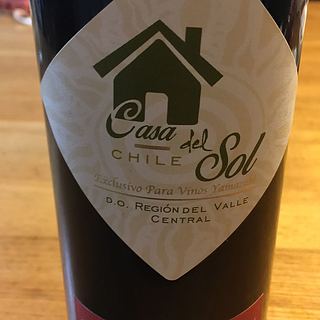 Casa
del
CHILE
Sol
Exclusivo Para Vinos
D.O. REGIÓN DEL VALLE
CENTRAL